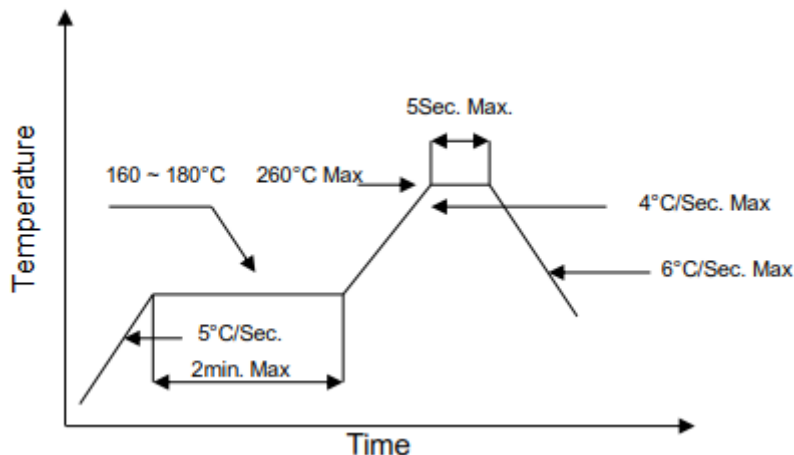 5Sec. Max.
160 ~ 180°C
260°C Max
4°C/Sec. Max
6°C/Sec. Max
5°C/Sec.
2min. Max
Temperature
Time